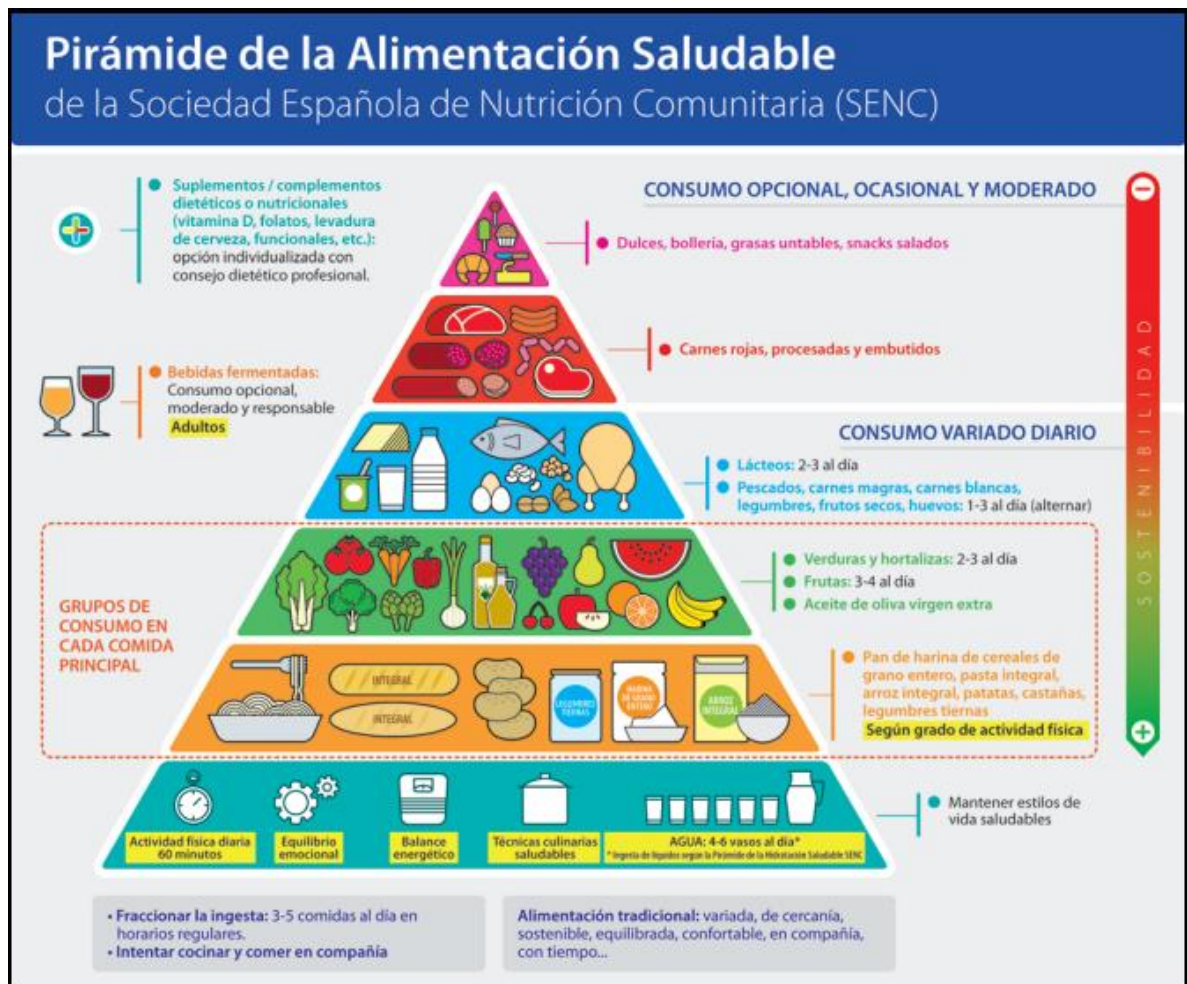 Pirámide de la Alimentación Saludable
de la Sociedad Española de Nutrición Comunitaria (SENC)
Suplementos / complementos
dietéticos o nutricionales
(vitamina D, folatos, levadura
de cerveza, funcionales, etc.):
opción individualizada con
consejo dietético profesional.
CONSUMO OPCIONAL, OCASIONAL Y MODERADO
Dulces, bollería, grasas untables, snacks salados
Carnes rojas, procesadas y embutidos
Bebidas fermentadas:
Consumo opcional,
moderado y responsable
Adultos
CONSUMO VARIADO DIARIO
Lácteos: 2-3 al día
Pescados, carnes magras, carnes blancas,
legumbres, frutos secos, huevos: 1-3 al día (alternar)
SOSTENIBILIDAD
GRUPOS DE
CONSUMO EN
CADA COMIDA
PRINCIPAL
Verduras y hortalizas: 2-3 al día
Frutas: 3-4 al día
Aceite de oliva virgen extra
INTEGRAL
INTEGRAL
LEGUMBRES
TIERNAS
HARINA
DE GRANO
ENTERO
ARROZ
INTEGRAL
Pan de harina de cereales de
grano entero, pasta integral,
arroz integral, patatas, castañas,
legumbres tiernas
Según grado de actividad física
Actividad física diaria
60 minutos
Equilibrio
emocional
Balance
energético
Técnicas culinarias
saludables
AGUA: 4-6 vasos al día*
* Ingesta de líquidos según la Pirámide de la Hidratación Saludable SENC
Mantener estilos de
vida saludables
• Fraccionar la ingesta: 3-5 comidas al día en
horarios regulares.
• Intentar cocinar y comer en compañía
Alimentación tradicional: variada, de cercanía,
sostenible, equilibrada, confortable, en compañía,
con tiempo...